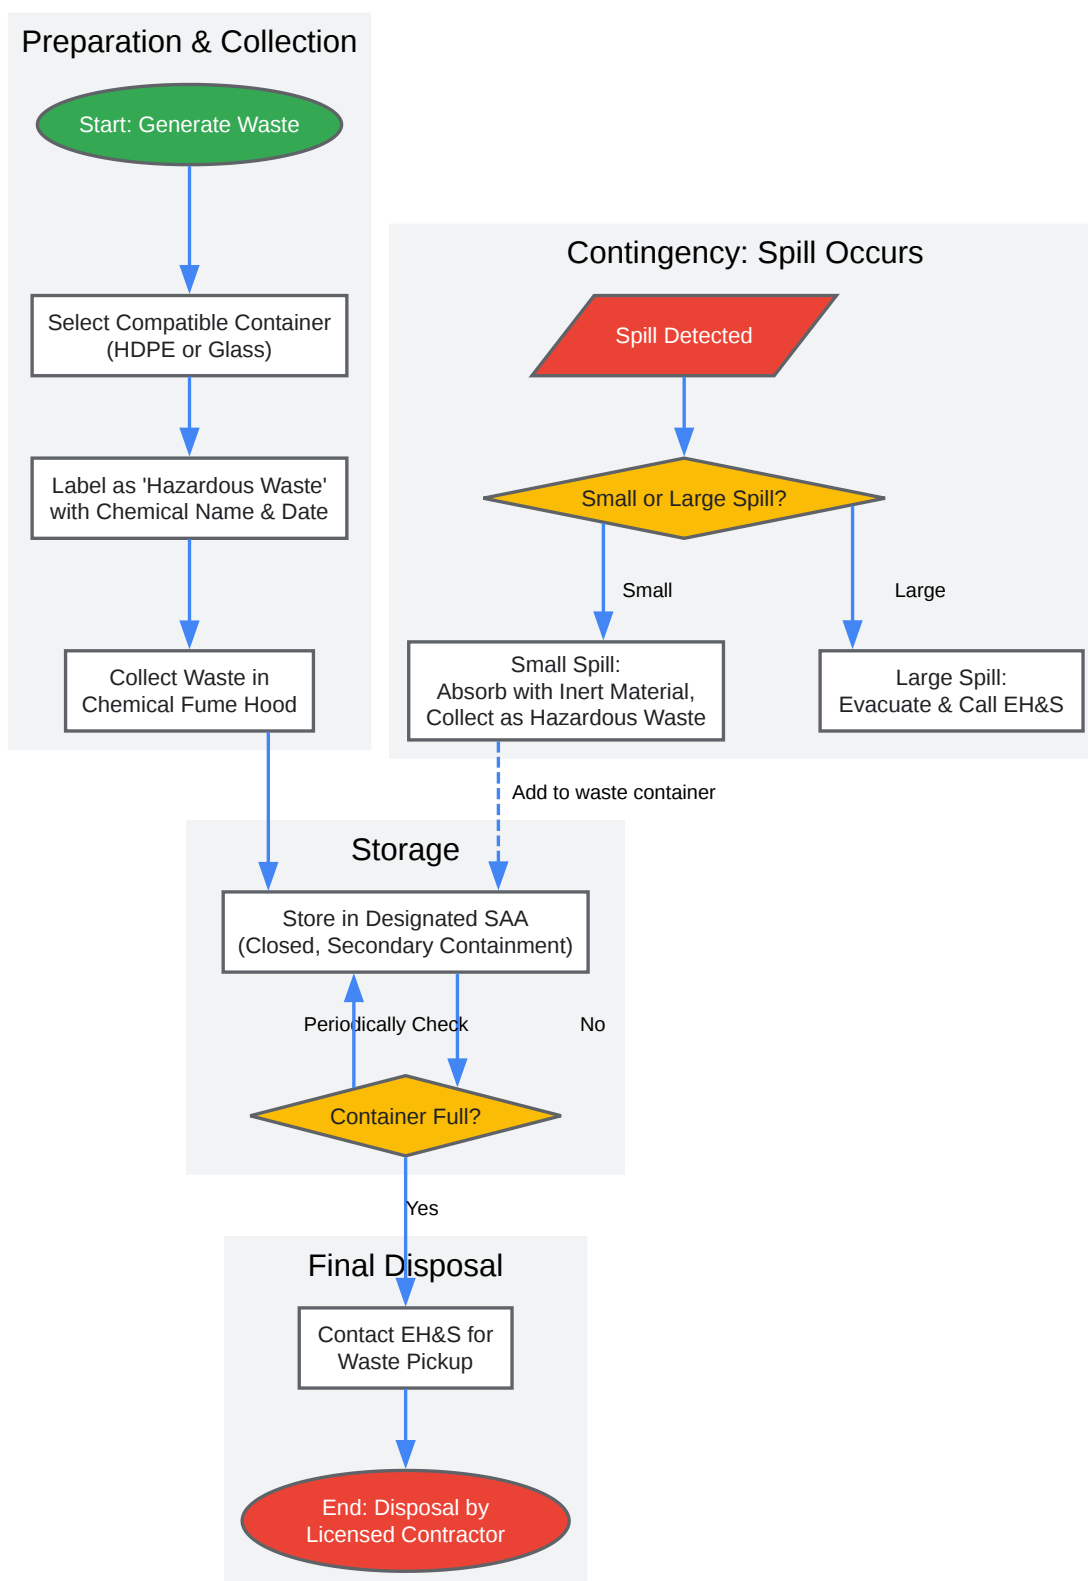 Preparation & Collection
Start: Generate Waste
Select Compatible Container
(HDPE or Glass)
Label as 'Hazardous Waste'
with Chemical Name & Date
Collect Waste in
Chemical Fume Hood
Contingency: Spill Occurs
Spill Detected
Small or Large Spill?
Small
Large
Small Spill:
Absorb with Inert Material,
Collect as Hazardous Waste
Large Spill:
Evacuate & Call EH&S
Add to waste container
Storage
Store in Designated SAA
(Closed, Secondary Containment)
Periodically Check
No
Container Full?
Yes
Final Disposal
Contact EH&S for
Waste Pickup
End: Disposal by
Licensed Contractor